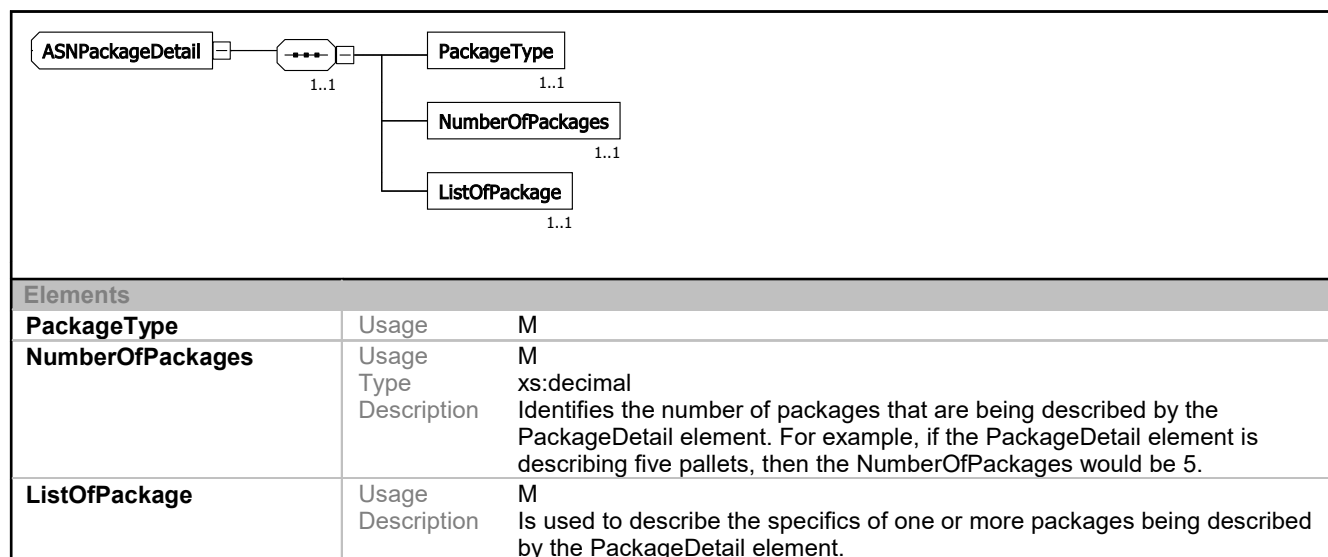 ASNPackageDetail
1..1
PackageType
1..1
NumberOfPackages
1..1
ListOfPackage
1..1
Elements
PackageType Usage M
NumberOfPackages Usage M
Type xs:decimal
Description Identifies the number of packages that are being described by the
PackageDetail element. For example, if the PackageDetail element is
describing five pallets, then the NumberOfPackages would be 5.
ListOfPackage Usage M
Description Is used to describe the specifics of one or more packages being described
by the PackageDetail element.